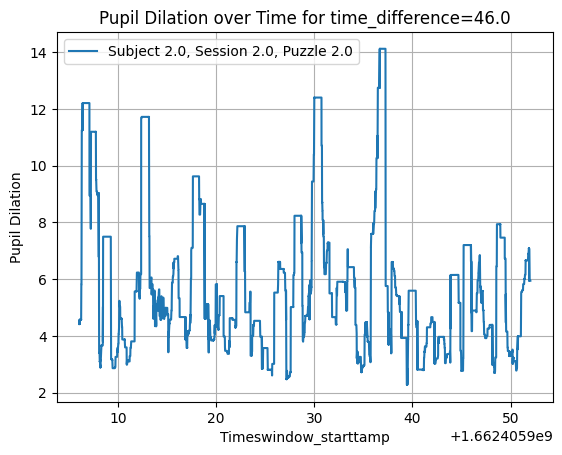 Pupil Dilation over Time for time_difference=46.0
Subject 2.0, Session 2.0, Puzzle 2.0
Pupil Dilation
14
12
10
8
6
4
2
10 20 30 40 50
Timeswindow_starttamp
+1.6624059e9